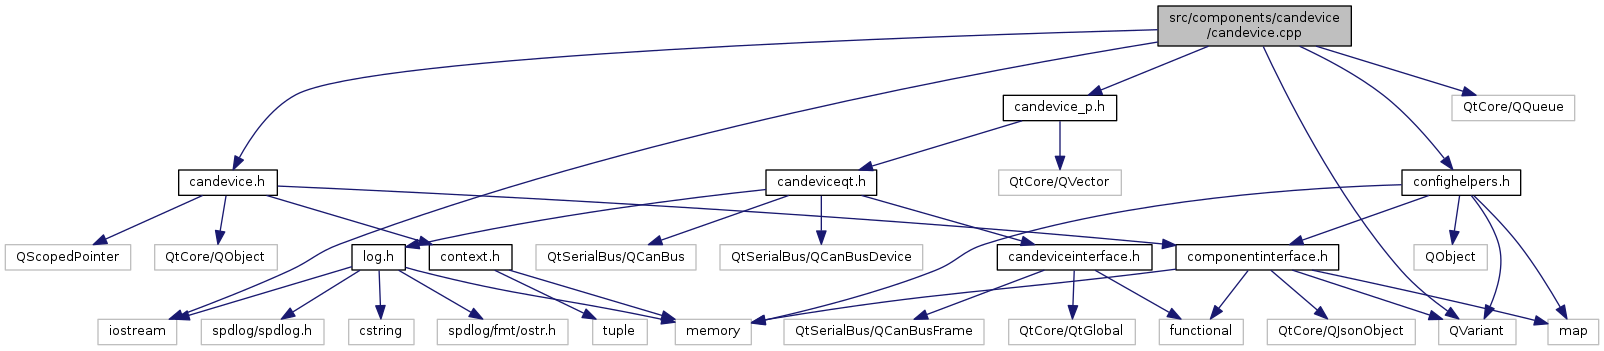 src/components/candevice
/candevice.cpp
candevice_p.h
QtCore/QQueue
candevice.h
candeviceqt.h
QtCore/QVector
confighelpers.h
QScopedPointer
QtCore/QObject
log.h
context.h
QtSerialBus/QCanBus
QtSerialBus/QCanBusDevice
candeviceinterface.h
componentinterface.h
QObject
iostream
spdlog/spdlog.h
cstring
spdlog/fmt/ostr.h
tuple
memory
QtSerialBus/QCanBusFrame
QtCore/QtGlobal
functional
QtCore/QJsonObject
QVariant
map